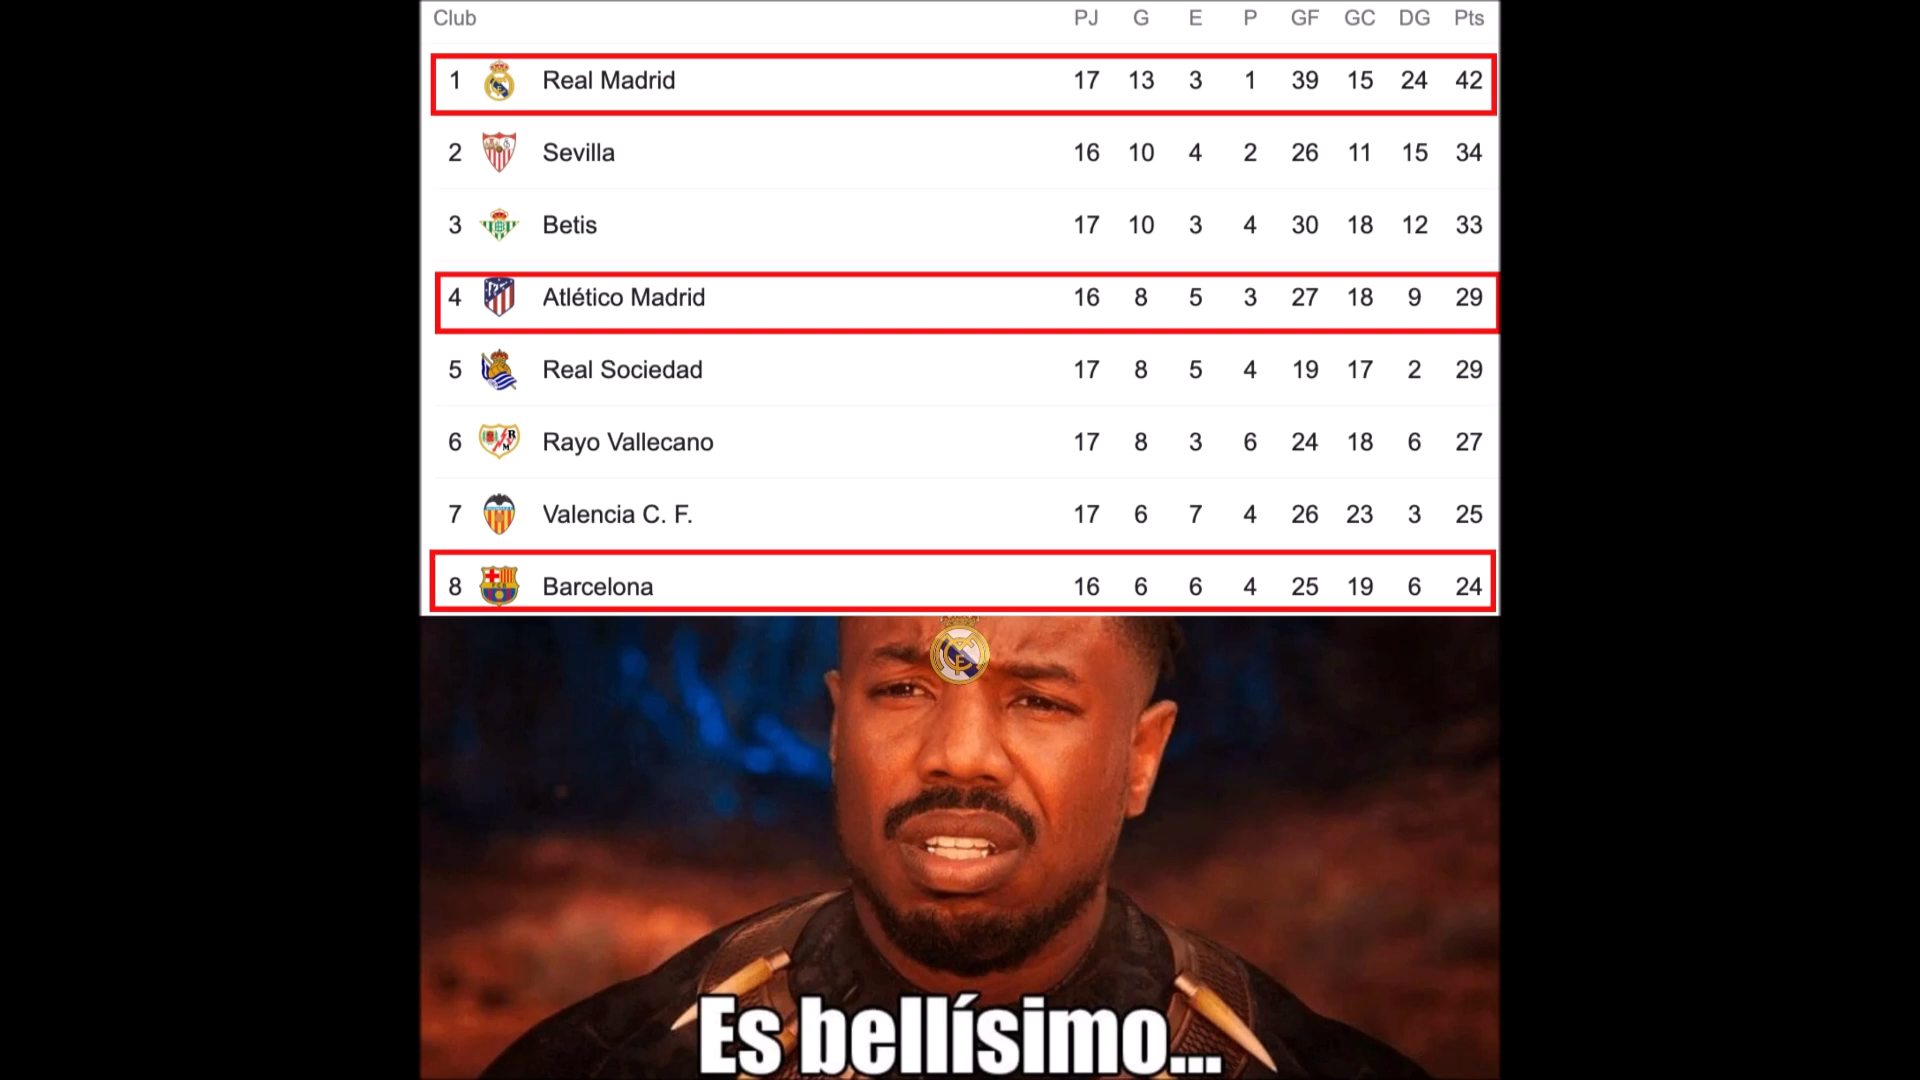 Club PJ G E P GF GC DG Pts
1 Real Madrid 17 13 3 1 39 15 24 42
2 Sevilla 16 10 4 2 26 11 15 34
3 Betis 17 10 3 4 30 18 12 33
4 Atlético Madrid 16 8 5 3 27 18 9 29
5 Real Sociedad 17 8 5 4 19 17 2 29
6 Rayo Vallecano 17 8 3 6 24 18 6 27
7 Valencia C. F. 17 6 7 4 26 23 3 25
8 Barcelona 16 6 6 4 25 19 6 24
Es bellísimo...